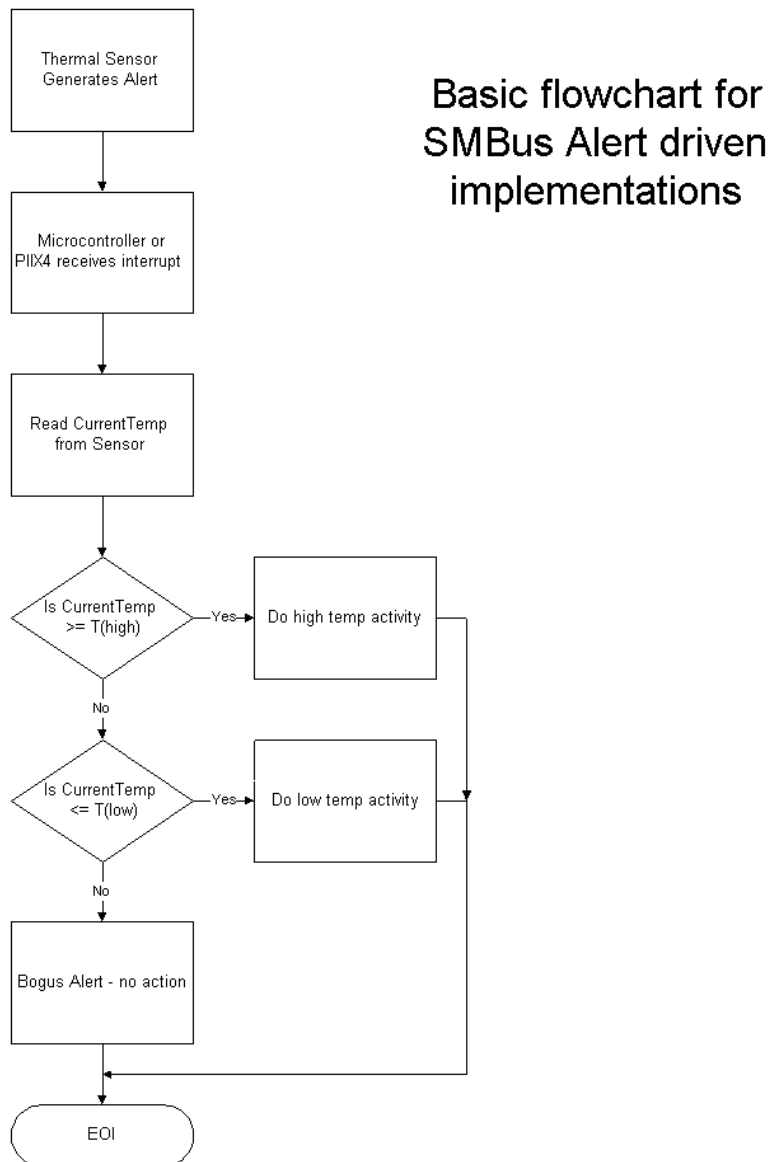 Basic flowchart for
SMBus Alert driven
implementations
Thermal Sensor
Generates Alert
Microcontroller or
PIIX4 receives interrupt
Read CurrentTemp
from Sensor
Is CurrentTemp
>= T(high)
Yes
Do high temp activity
No
Is CurrentTemp
<= T(low)
Yes
Do low temp activity
No
Bogus Alert - no action
EOI